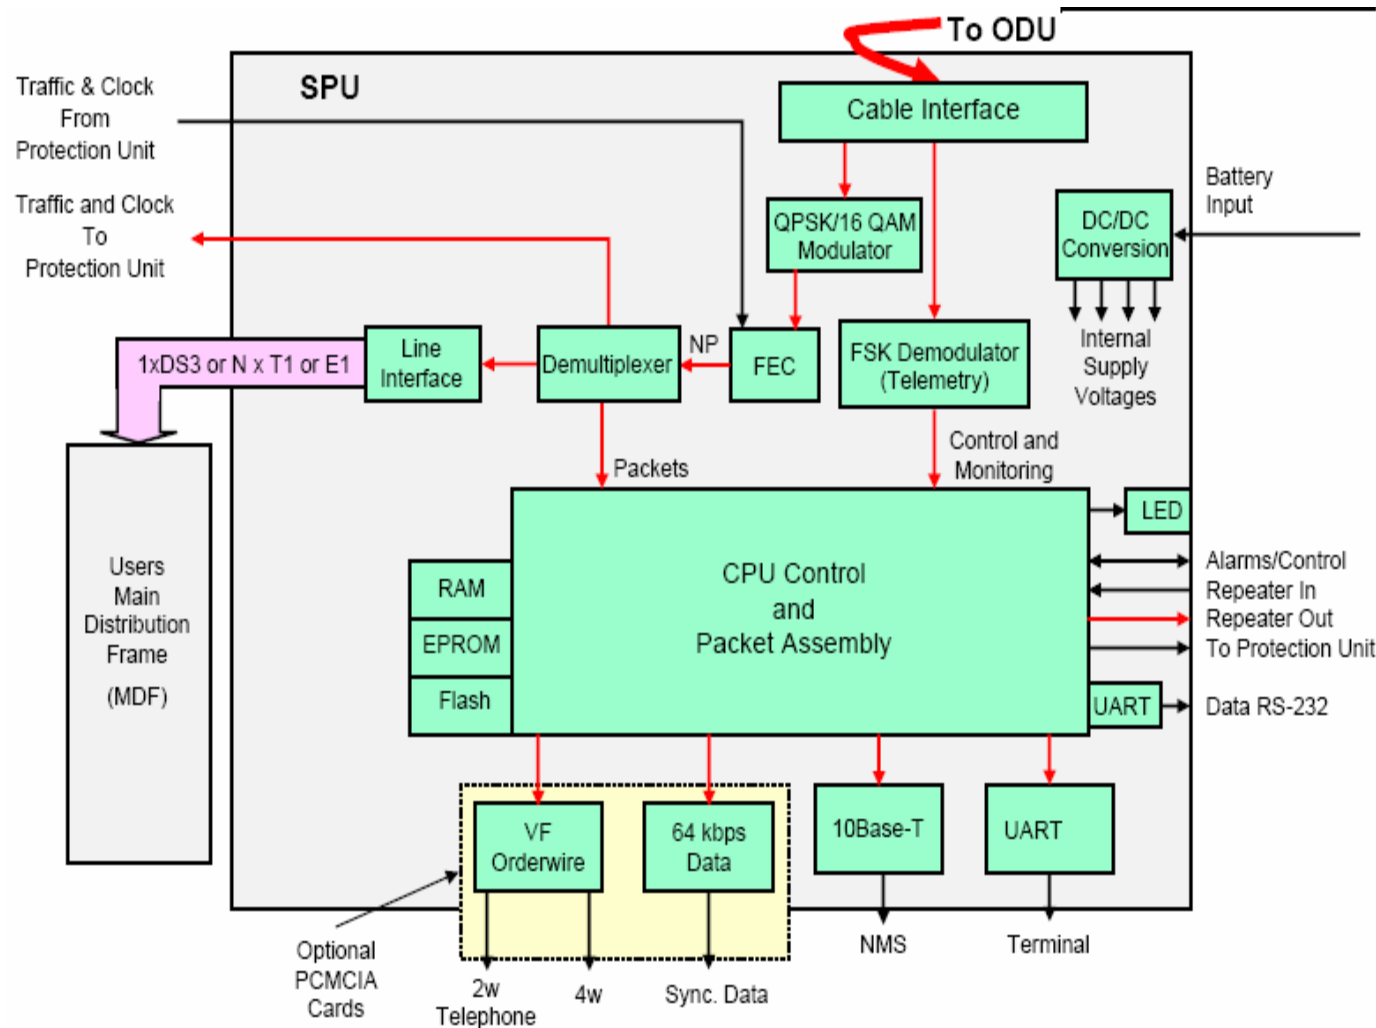 To ODU
SPU
Traffic & Clock
From
Protection Unit
Cable Interface
Traffic and Clock
To
Protection Unit
QPSK/16 QAM
Modulator
DC/DC
Conversion
Battery
Input
1xDS3 or N x T1 or E1
Line
Interface
Demultiplexer
NP
FEC
FSK Demodulator
(Telemetry)
Internal
Supply
Voltages
Packets
Control and
Monitoring
Users
Main
Distribution
Frame
(MDF)
RAM
EPROM
Flash
CPU Control
and
Packet Assembly
LED
Alarms/Control
Repeater In
Repeater Out
To Protection Unit
UART
Data RS-232
VF
Orderwire
64 kbps
Data
10Base-T
UART
Optional
PCMCIA
Cards
2w
Telephone
4w
Sync. Data
NMS
Terminal